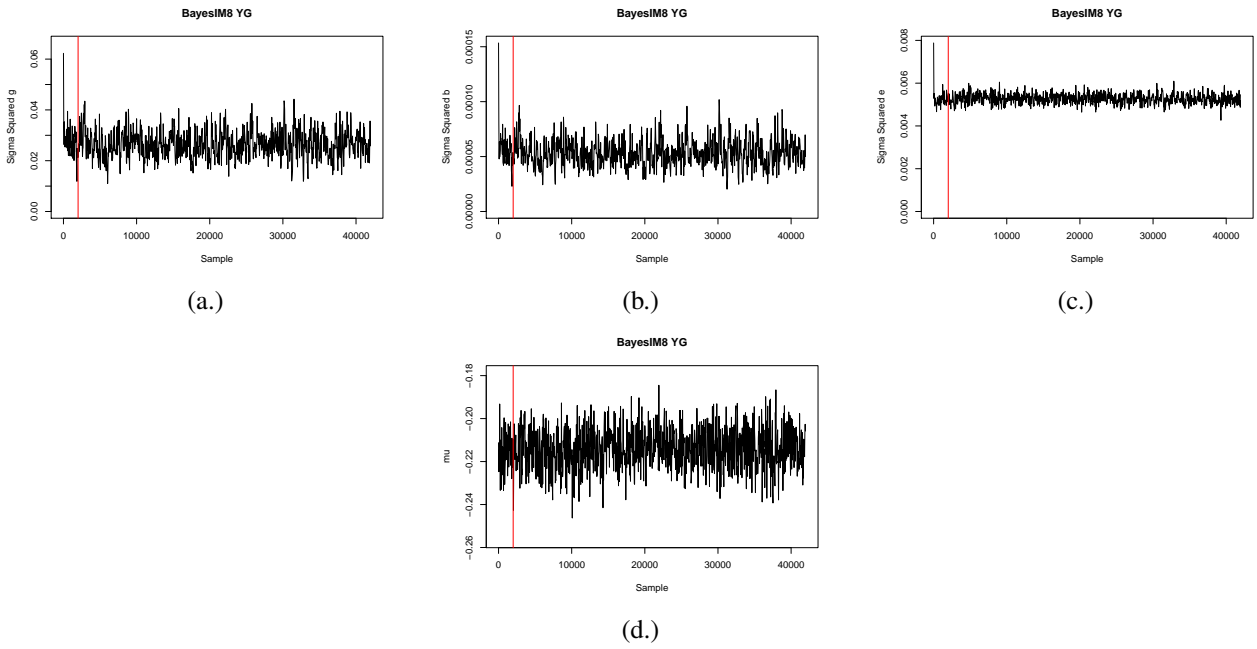 BayesIM8 YG
Sigma Squared g
0.00
0.02
0.04
0.06
0
10000
20000
30000
40000
Sample
(a.)
BayesIM8 YG
Sigma Squared b
0.00000
0.00005
0.00010
0.00015
0
10000
20000
30000
40000
Sample
(b.)
BayesIM8 YG
Sigma Squared e
0.000
0.002
0.004
0.006
0.008
0
10000
20000
30000
40000
Sample
(c.)
BayesIM8 YG
mu
−0.26
−0.24
−0.22
−0.20
−0.18
0
10000
20000
30000
40000
Sample
(d.)